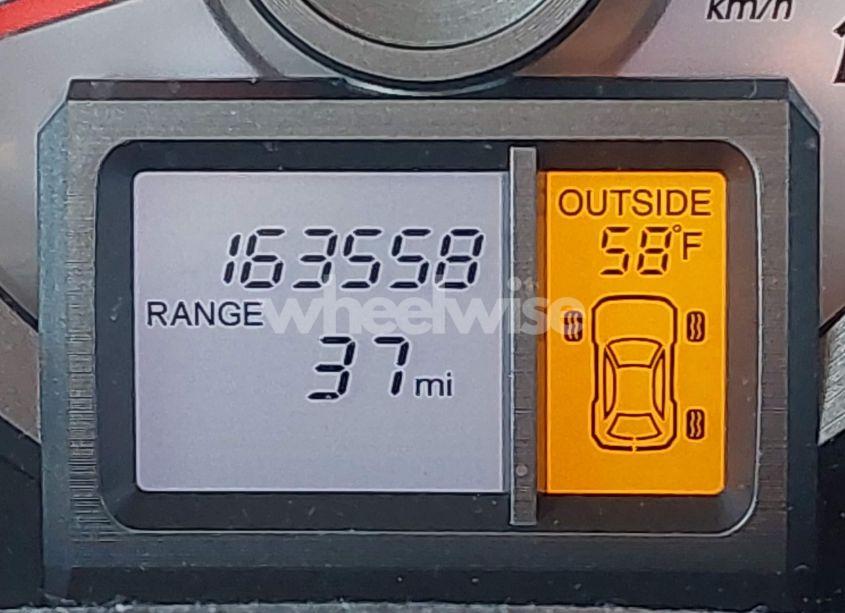 km/h
163558
RANGE
37 mi
OUTSIDE
58°F
wheelwise